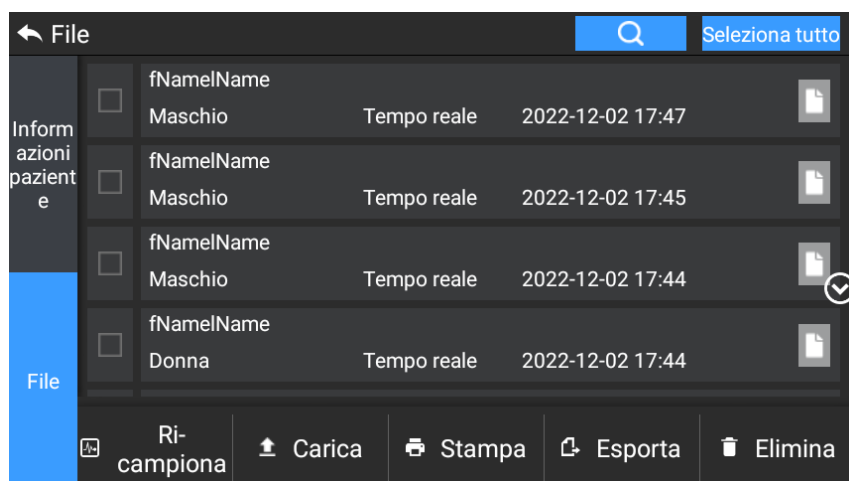 File
Seleziona tutto
Inform
azioni
pazient
e
File
fNamelName
Maschio Tempo reale 2022-12-02 17:47
fNamelName
Maschio Tempo reale 2022-12-02 17:45
fNamelName
Maschio Tempo reale 2022-12-02 17:44
fNamelName
Donna Tempo reale 2022-12-02 17:44
Ri-
campiona
Carica
Stampa
Esporta
Elimina